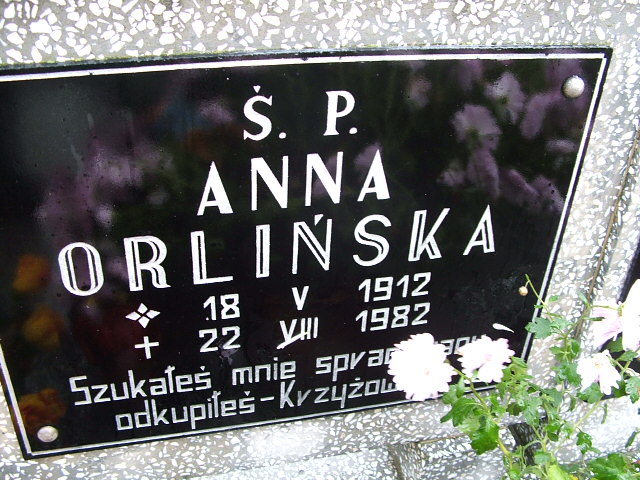 Ś. P.
ANNA
ORLIŃSKA
18 V 1912
+ 22 VIII 1982
Szukałeś mnie
odkupiłeś-